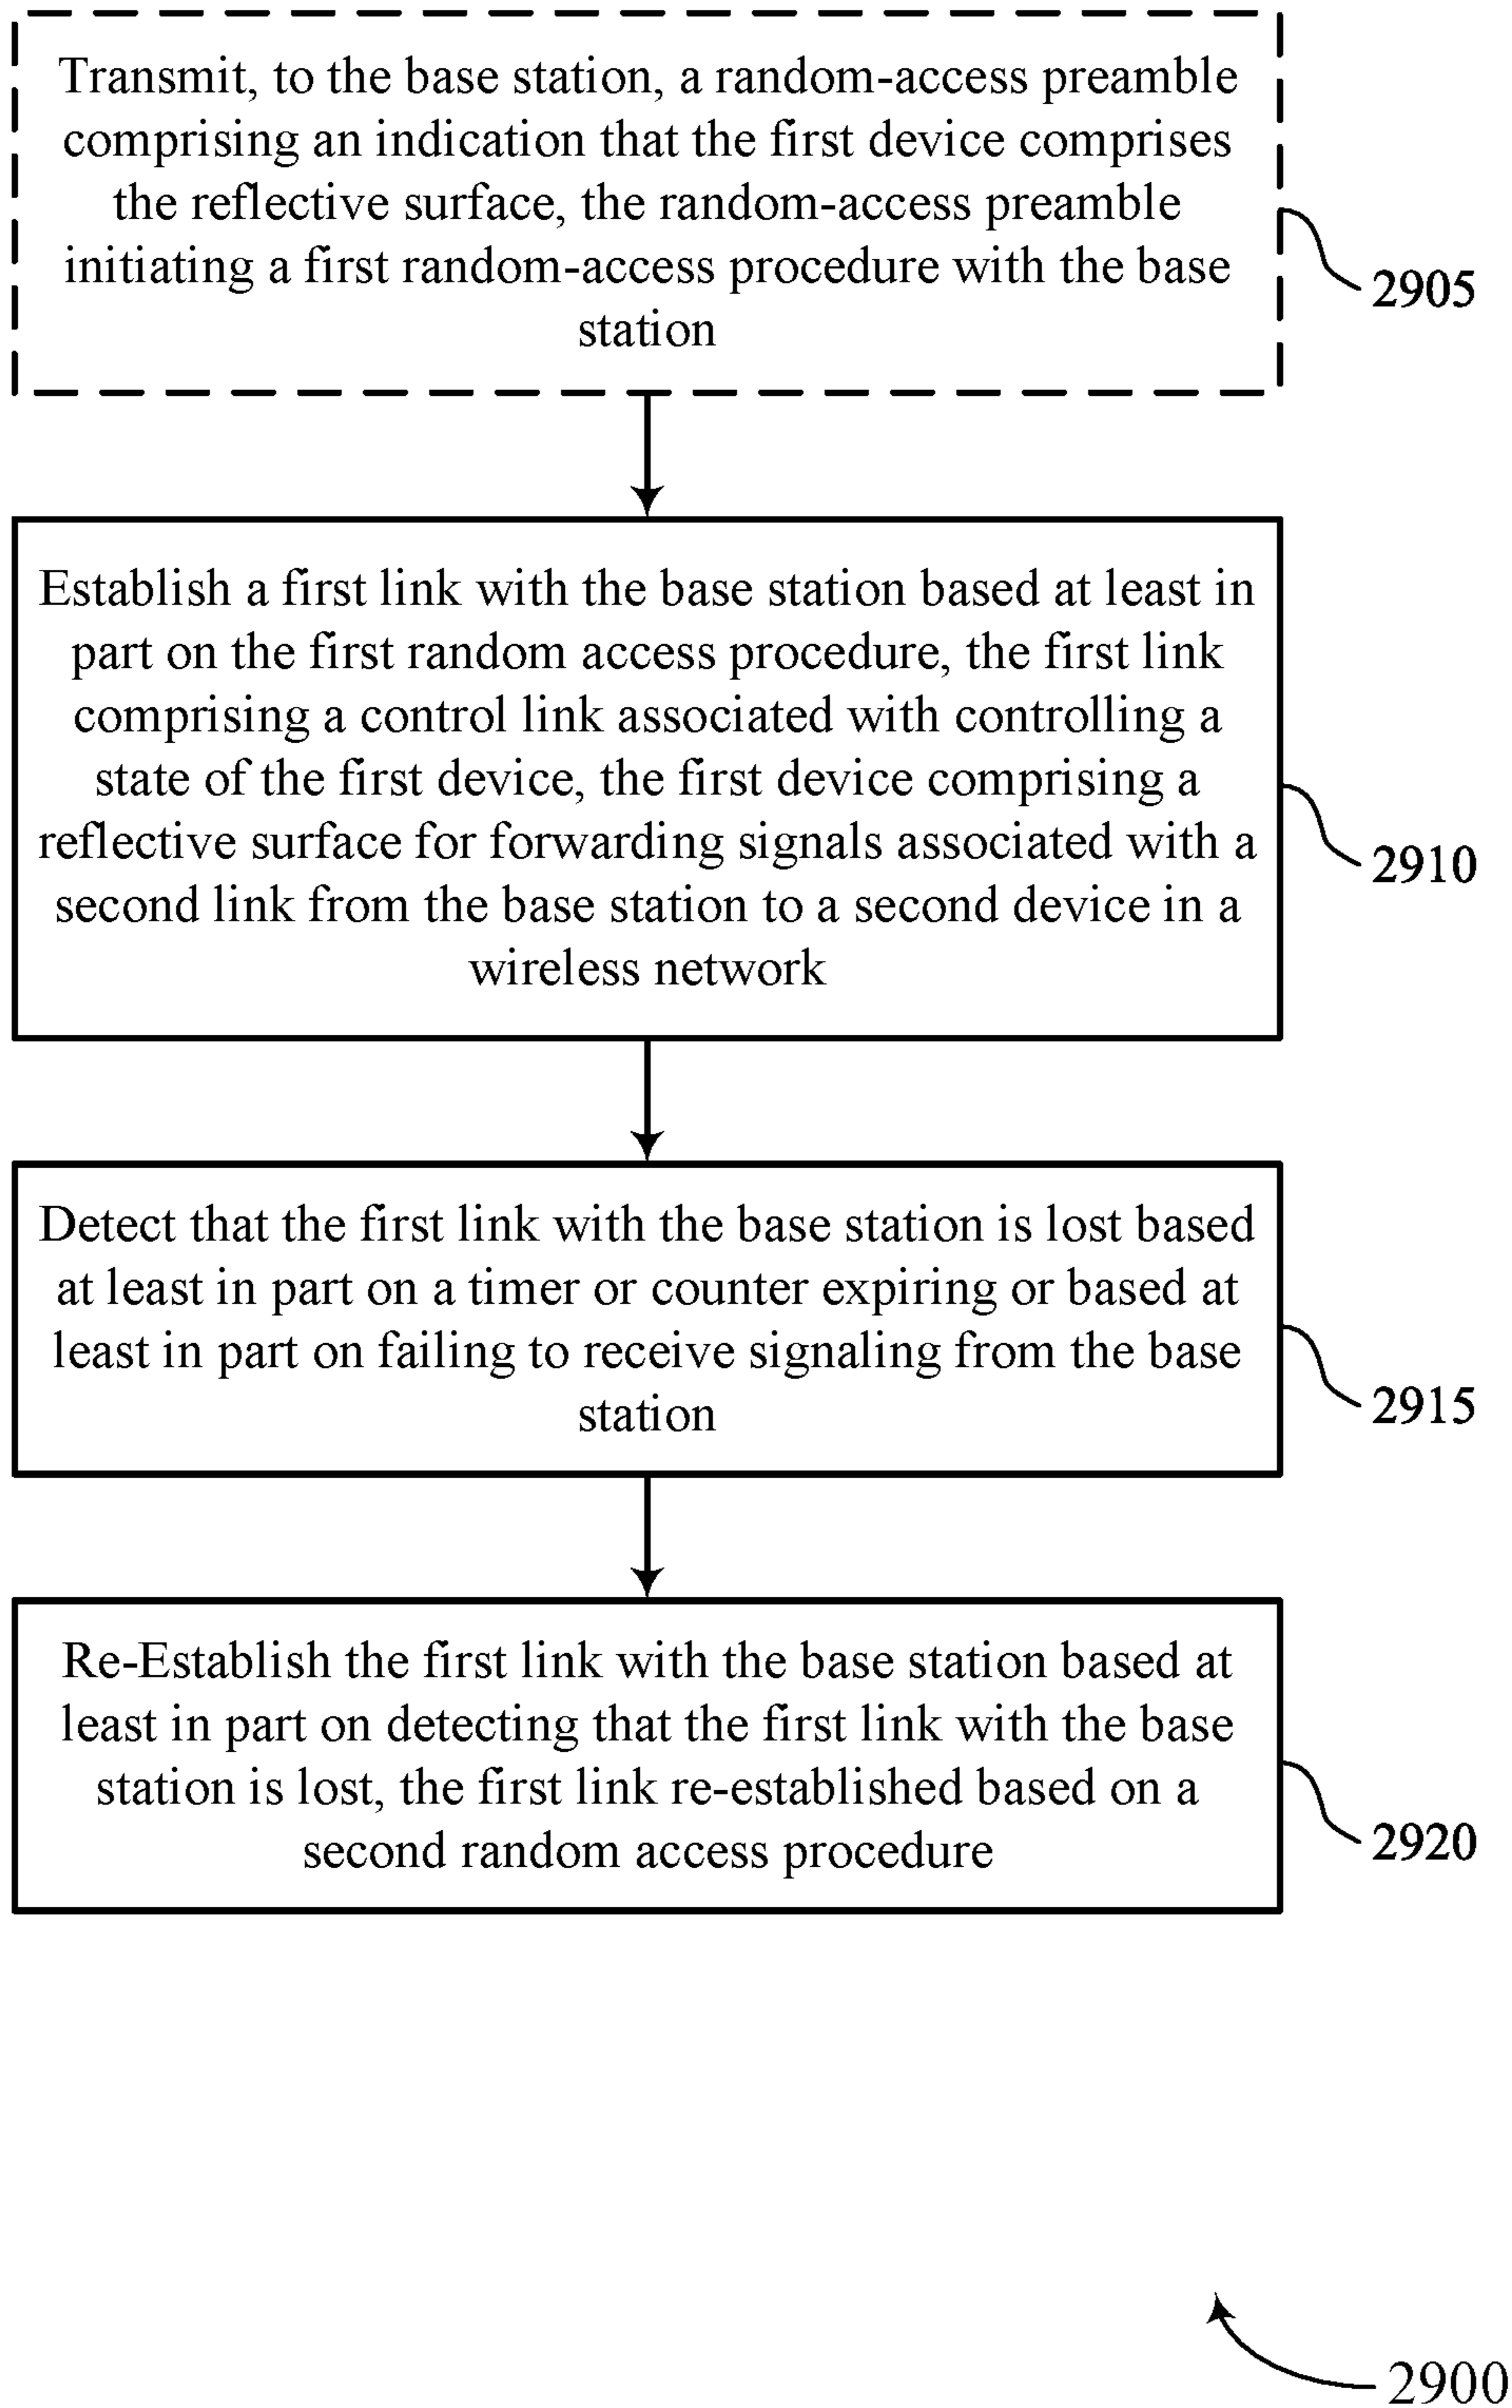 Transmit, to the base station, a random-access preamble
comprising an indication that the first device comprises
the reflective surface, the random-access preamble
initiating a first random-access procedure with the base
station
2905
Establish a first link with the base station based at least in
part on the first random access procedure, the first link
comprising a control link associated with controlling a
state of the first device, the first device comprising a
reflective surface for forwarding signals associated with a
second link from the base station to a second device in a
wireless network
2910
Detect that the first link with the base station is lost based
at least in part on a timer or counter expiring or based at
least in part on failing to receive signaling from the base
station
2915
Re-Establish the first link with the base station based at
least in part on detecting that the first link with the base
station is lost, the first link re-established based on a
second random access procedure
2920
2900